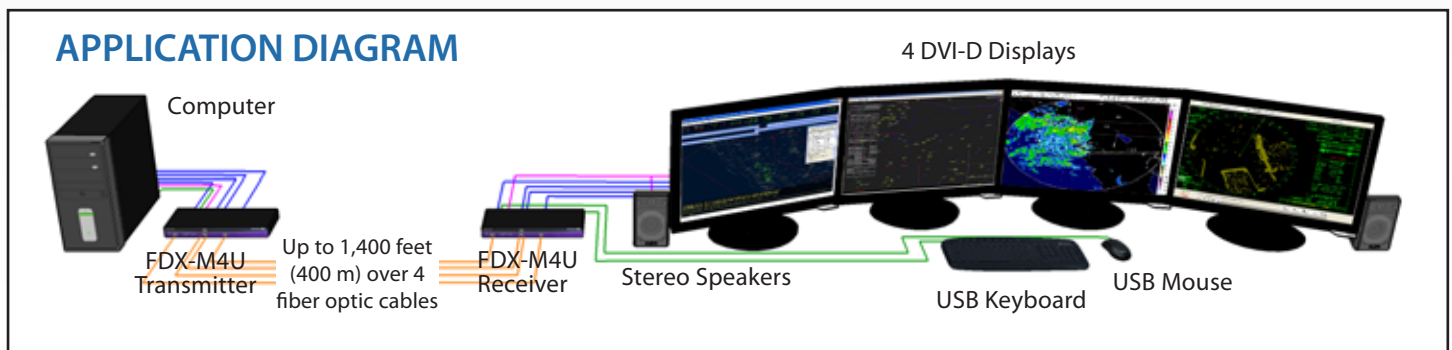 APPLICATION DIAGRAM
4 DVI-D Displays
Computer
FDX-M4U
Transmitter
Up to 1,400 feet
(400 m) over 4
fiber optic cables
FDX-M4U
Receiver
Stereo Speakers
USB Keyboard
USB Mouse